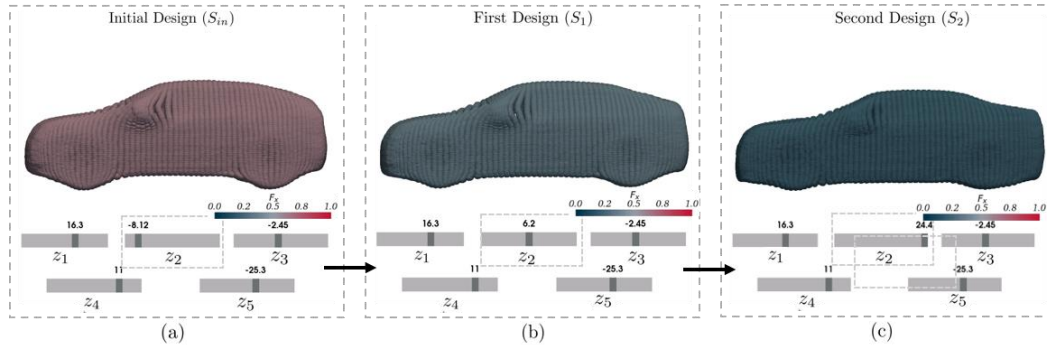 Initial Design (S_in)
First Design (S_1)
Second Design (S_2)
F_x
0.0 0.3 0.5 0.8 1.0
16.3 -8.12 -2.45
z_1 z_2 z_3
11 -25.3
z_4 z_5
F_x
0.0 0.3 0.5 0.8 1.0
16.3 6.2 -2.45
z_1 z_2 z_3
11 -25.3
z_4 z_5
F_x
0.0 0.2 0.5 0.8 1.0
16.3 24.4 -2.45
z_1 z_2 z_3
11 -25.3
z_4 z_5
(a)
(b)
(c)